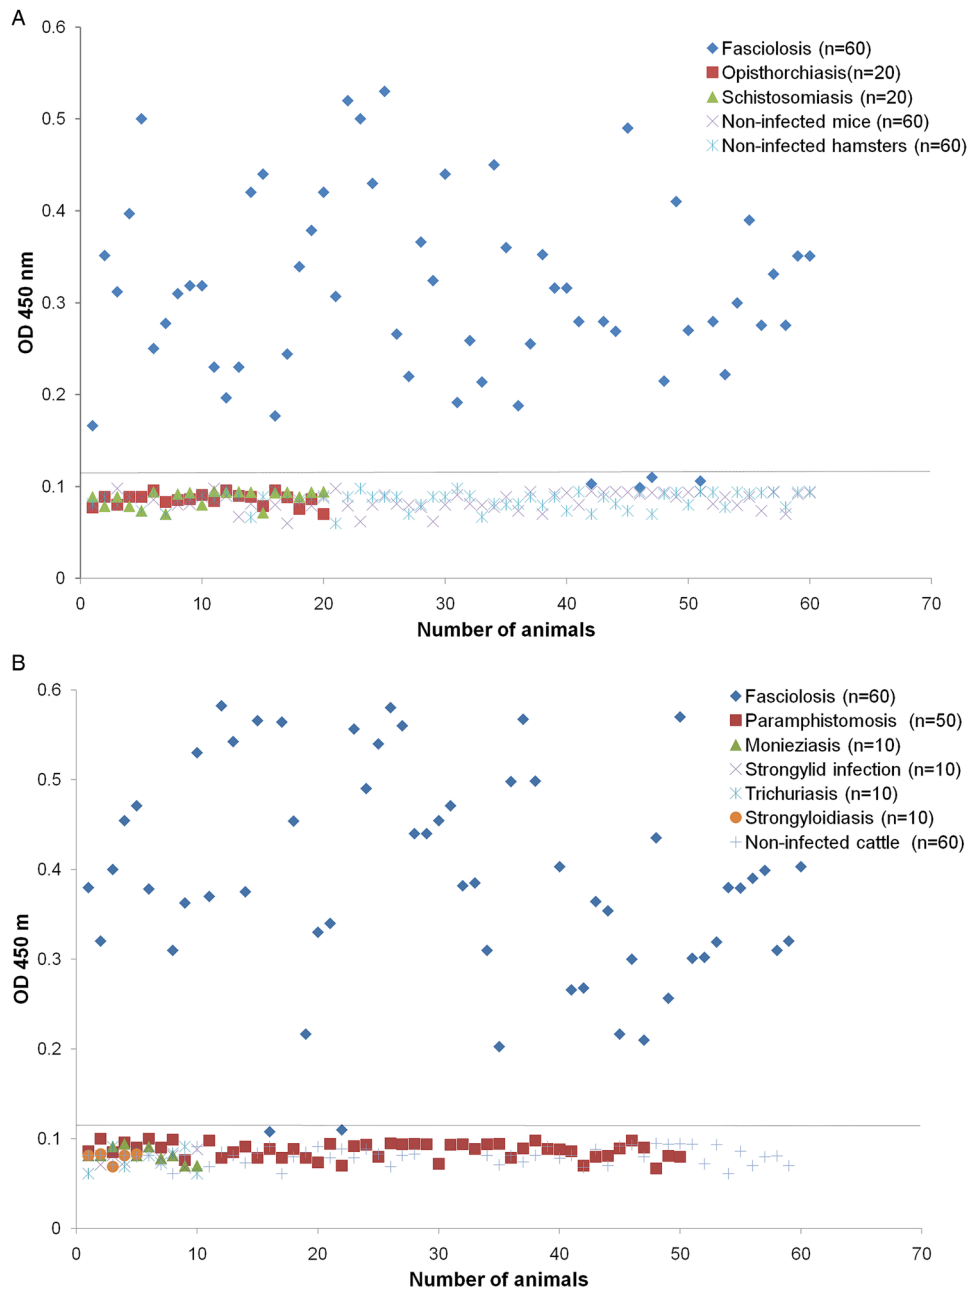 A
0.6
0.5
0.4
0.3
0.2
0.1
0
OD 450 nm
0 10 20 30 40 50 60 70
Number of animals
Fasciolosis (n=60)
Opisthorchiasis(n=20)
Schistosomiasis (n=20)
Non-infected mice (n=60)
Non-infected hamsters (n=60)
B
0.6
0.5
0.4
0.3
0.2
0.1
0
OD 450 m
0 10 20 30 40 50 60 70
Number of animals
Fasciolosis (n=60)
Paramphistomosis (n=50)
Monieziasis (n=10)
Strongylid infection (n=10)
Trichuriasis (n=10)
Strongyloidiasis (n=10)
Non-infected cattle (n=60)